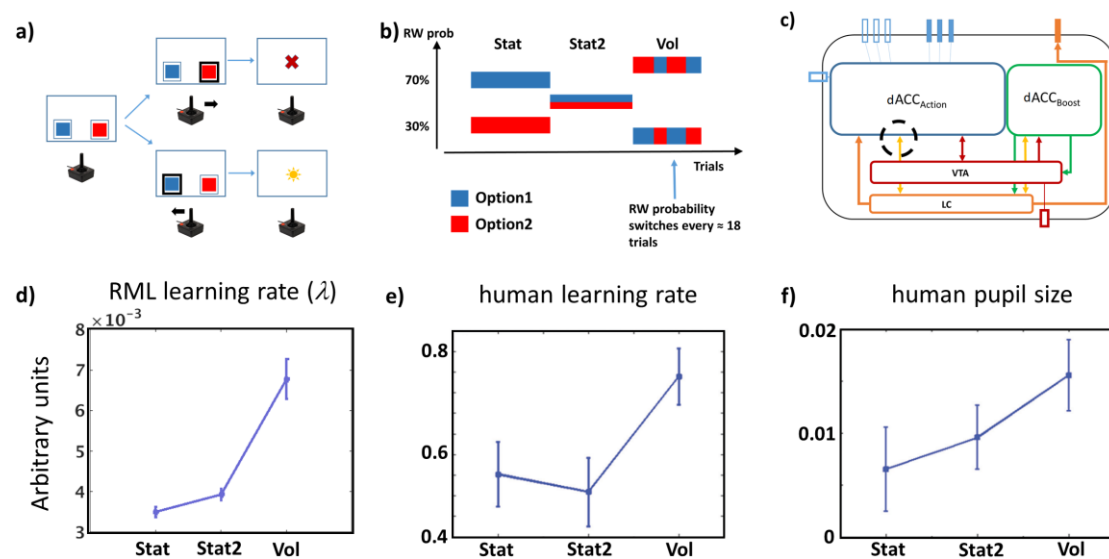 a)
b)
RW prob
Stat
Stat2
Vol
70%
30%
Trials
Option1
Option2
RW probability
switches every ≈ 18
trials
c)
dACCAction
dACCBoost
VTA
LC
d)
RML learning rate (λ)
×10−3
8
7
6
5
4
3
Arbitrary units
Stat
Stat2
Vol
e)
human learning rate
0.8
0.6
0.4
Stat
Stat2
Vol
f)
human pupil size
0.02
0.01
0
Stat
Stat2
Vol